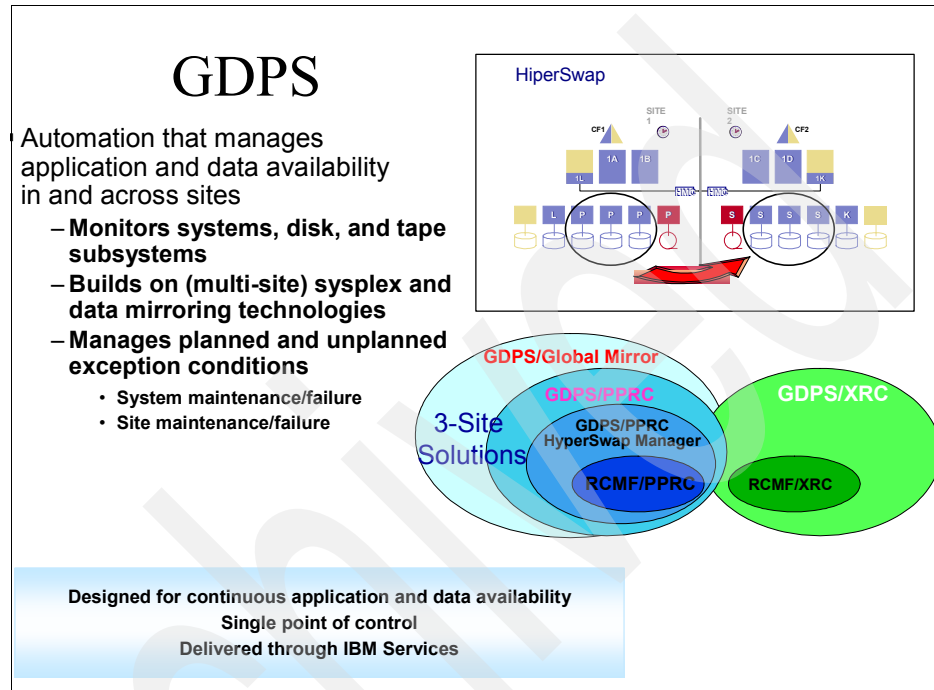 GDPS
Automation that manages
application and data availability
in and across sites
– Monitors systems, disk, and tape
subsystems
– Builds on (multi-site) sysplex and
data mirroring technologies
– Manages planned and unplanned
exception conditions
• System maintenance/failure
• Site maintenance/failure
HiperSwap
SITE
1
SITE
2
CF1
CF2
1A
1B
1C
1D
1L
1K
L P P P P
S S S S K
GDPS/Global Mirror
GDPS/PPRC
GDPS/XRC
3-Site
Solutions
GDPS/PPRC
HyperSwap Manager
RCMF/PPRC
RCMF/XRC
Designed for continuous application and data availability
Single point of control
Delivered through IBM Services